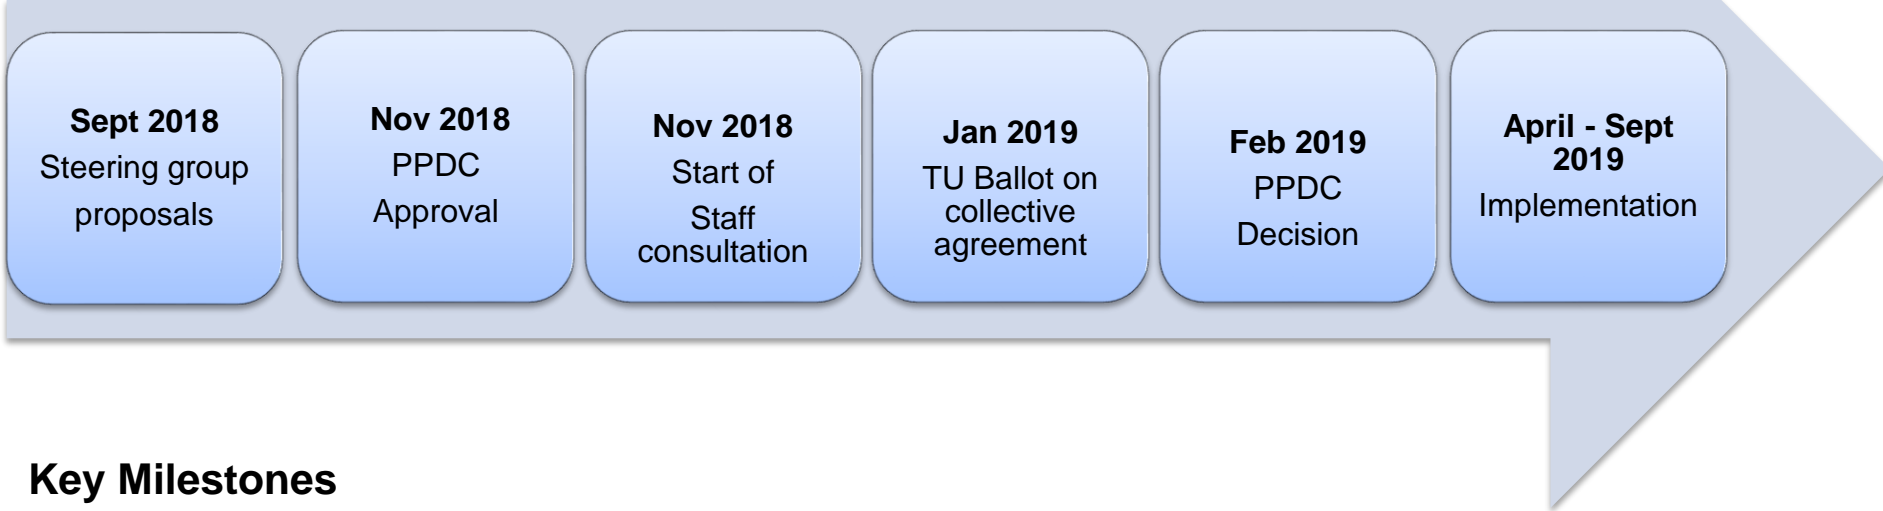 Sept 2018
Steering group
proposals
Nov 2018
PPDC
Approval
Nov 2018
Start of
Staff
consultation
Jan 2019
TU Ballot on
collective
agreement
Feb 2019
PPDC
Decision
April - Sept
2019
Implementation
Key Milestones